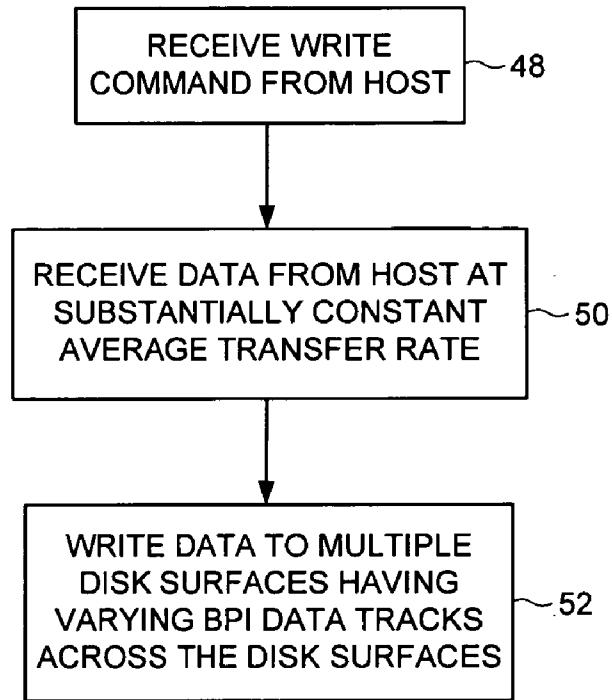 RECEIVE WRITE
COMMAND FROM HOST
48
RECEIVE DATA FROM HOST AT
SUBSTANTIALLY CONSTANT
AVERAGE TRANSFER RATE
50
WRITE DATA TO MULTIPLE
DISK SURFACES HAVING
VARYING BPI DATA TRACKS
ACROSS THE DISK SURFACES
52